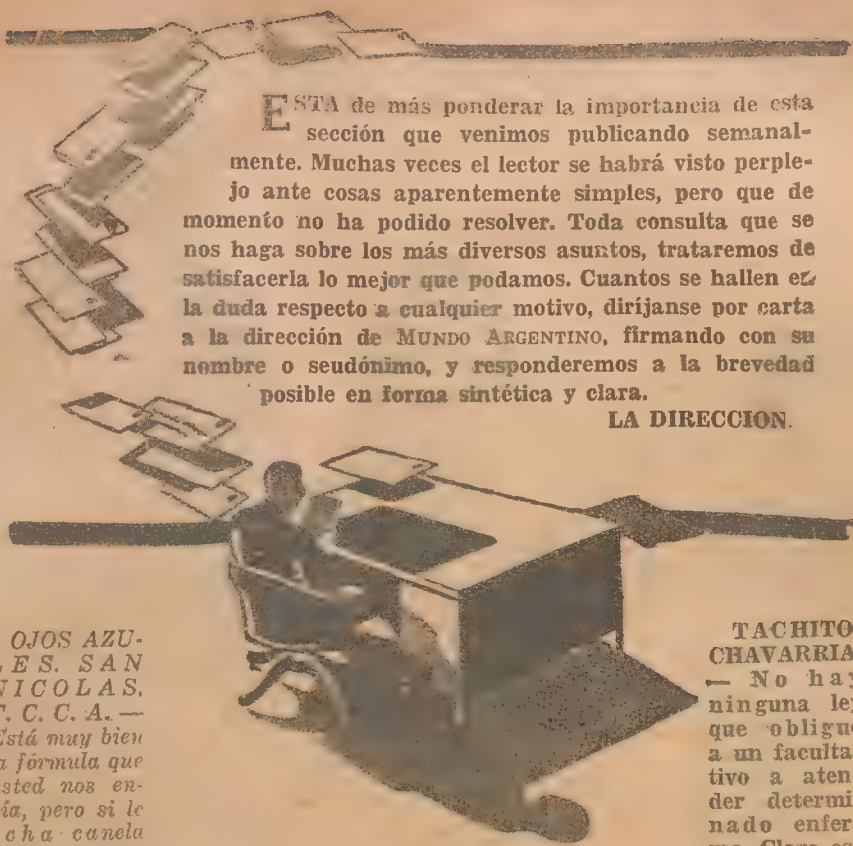 ESTA de más ponderar la importancia de esta
sección que venimos publicando semanal-
mente. Muchas veces el lector se habrá visto perple-
jo ante cosas aparentemente simples, pero que de
momento no ha podido resolver. Toda consulta que se
nos haga sobre los más diversos asuntos, trataremos de
satisfacerla lo mejor que podamos. Cuantos se hallen en
la duda respecto a cualquier motivo, diríjanse por carta
a la dirección de MUNDO ARGENTINO, firmando con su
nombre o seudónimo, y responderemos a la brevedad
posible en forma sintética y clara.
LA DIRECCION.
OJOS AZU-
LES. SAN
NICOLAS,
F. C. C. A. —
Está muy bien
la fórmula que
usted nos en-
vía, pero si le
echa canela
TACHITO,
CHAVARRIA.
— No hay
ninguna ley
que obligue
a un faculta-
tivo a aten-
der determi-
nado enfer-
mo. Claro es